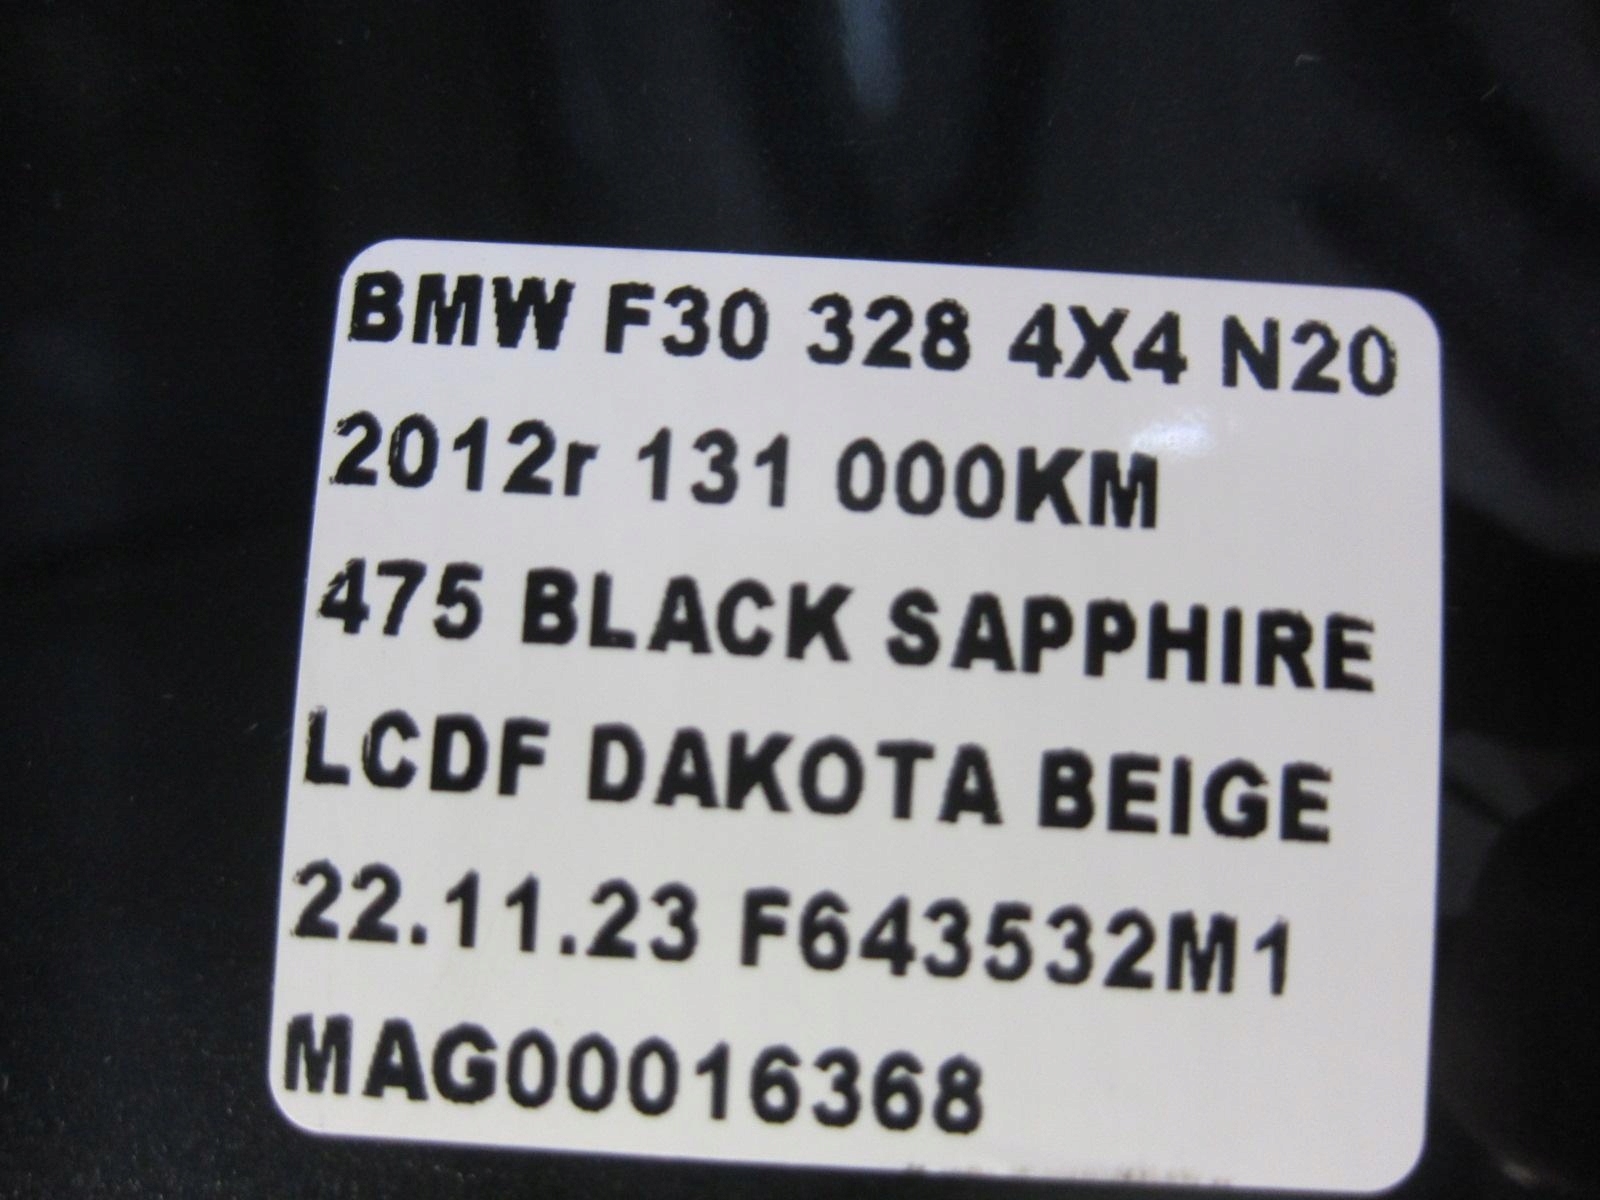 BMW F30 328 4X4 N20
2012r 131 000KM
475 BLACK SAPPHIRE
LCDF DAKOTA BEIGE
22.11.23 F643532M1
MAG00016368